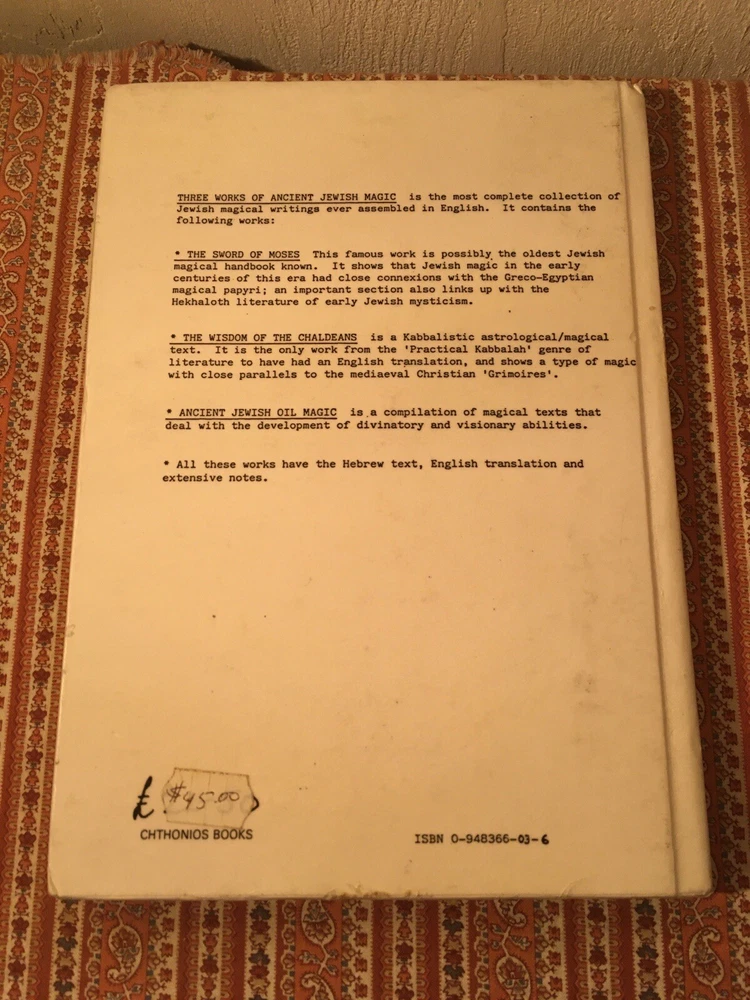 THREE WORKS OF ANCIENT JEWISH MAGIC is the most complete collection of
Jewish magical writings ever assembled in English. It contains the
following works:
* THE SWORD OF MOSES This famous work is possibly the oldest Jewish
magical handbook known. It shows that Jewish magic in the early
centuries of this era had close connexions with the Greco-Egyptian
magical papyri; an important section also links up with the
Hekhaloth literature of early Jewish mysticism.
* THE WISDOM OF THE CHALDEANS is a Kabbalistic astrological/magical
text. It is the only work from the 'Practical Kabbalah' genre of
literature to have had an English translation, and shows a type of magic
with close parallels to the mediaeval Christian 'Grimoires'.
* ANCIENT JEWISH OIL MAGIC is a compilation of magical texts that
deal with the development of divinatory and visionary abilities.
* All these works have the Hebrew text, English translation and
extensive notes.
£ $45.00
CHTHONIOS BOOKS
ISBN 0-948366-03-6